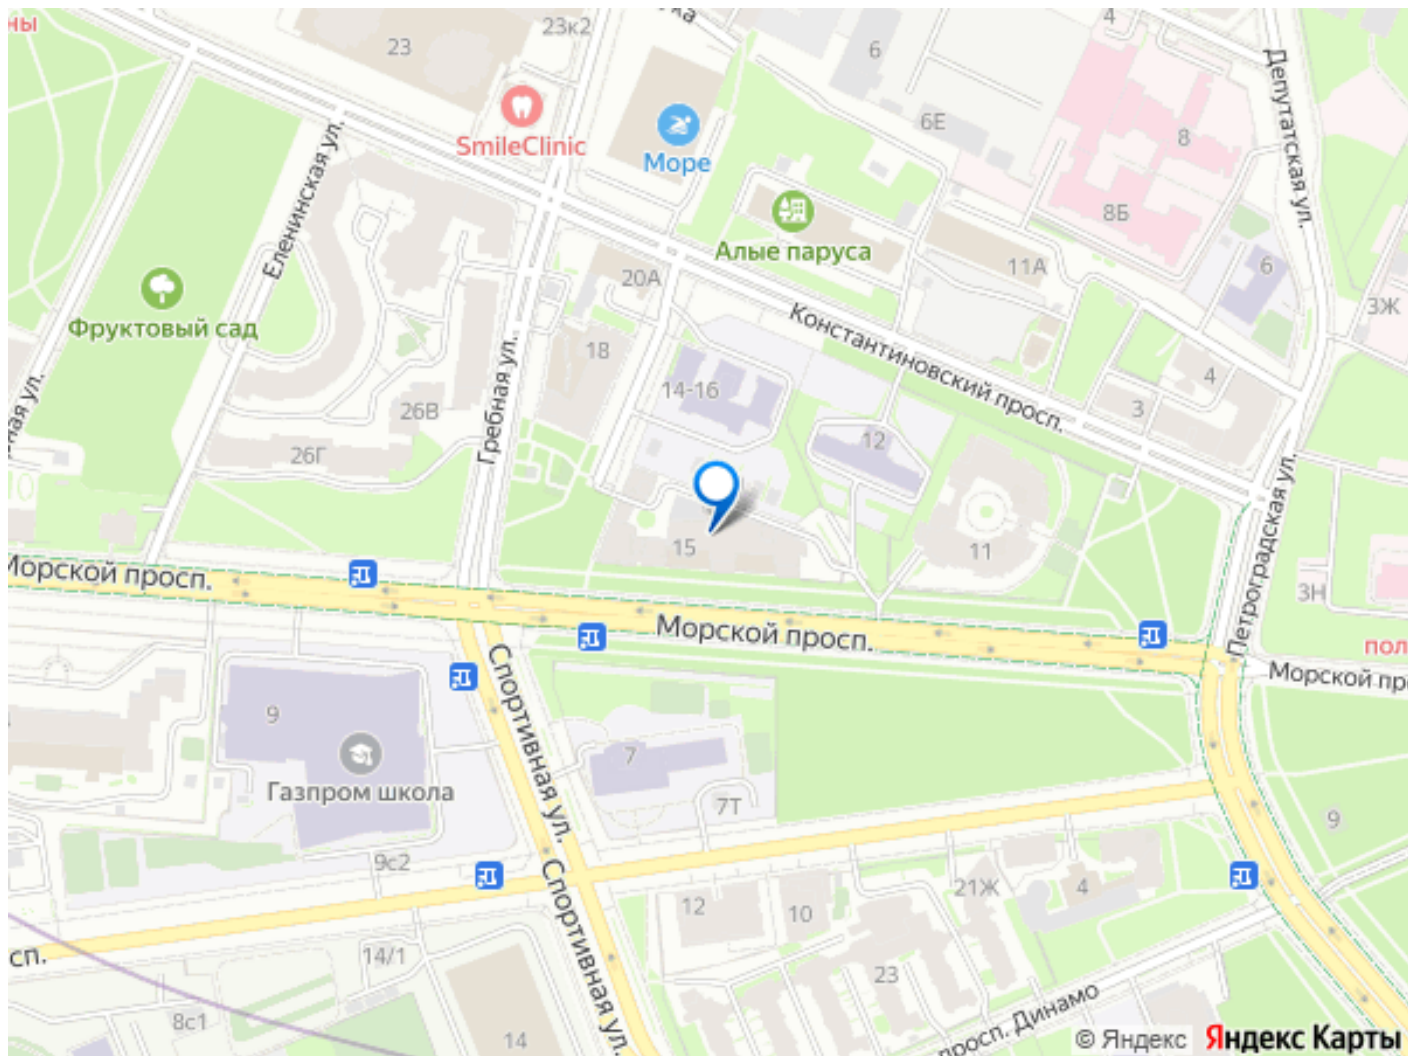 23к2
4
23
6
6Е
8
SmileClinic
Море
Депутатская ул.
Еленинская ул.
8Б
Алые паруса
11А
6
20А
3Ж
Фруктовый сад
Константиновский просп.
18
Гребная ул.
14-16
4
3
26В
12
26Г
Петроградская ул.
15
11
Морской просп.
3Н
Морской просп.
Спортивная ул.
9
7
Газпром школа
7Т
9
9с2
Спортивная ул.
21Ж
4
12
10
14/1
23
8с1
14
просп. Динамо
© Яндекс
Яндекс Карты